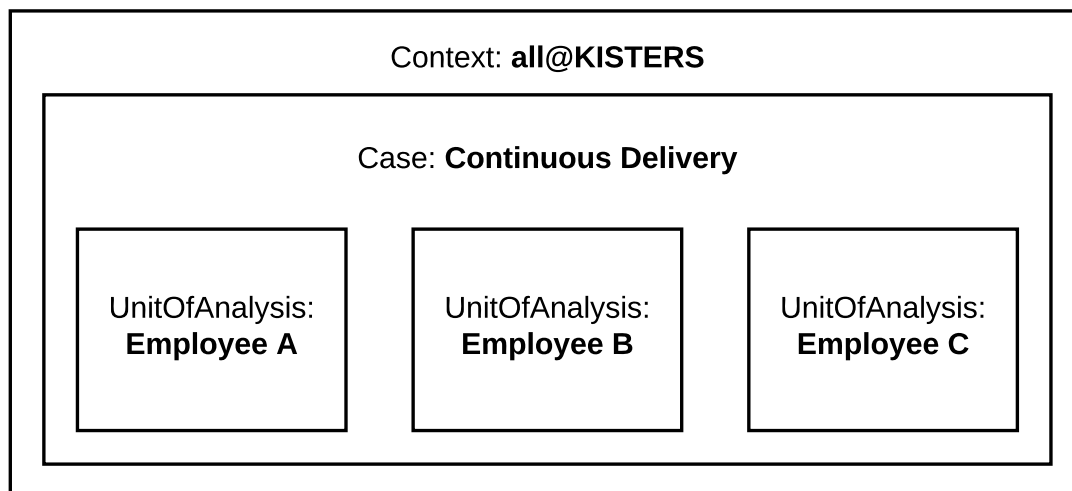 Context: all@KISTERS
Case: Continuous Delivery
UnitOfAnalysis:
Employee A
UnitOfAnalysis:
Employee B
UnitOfAnalysis:
Employee C